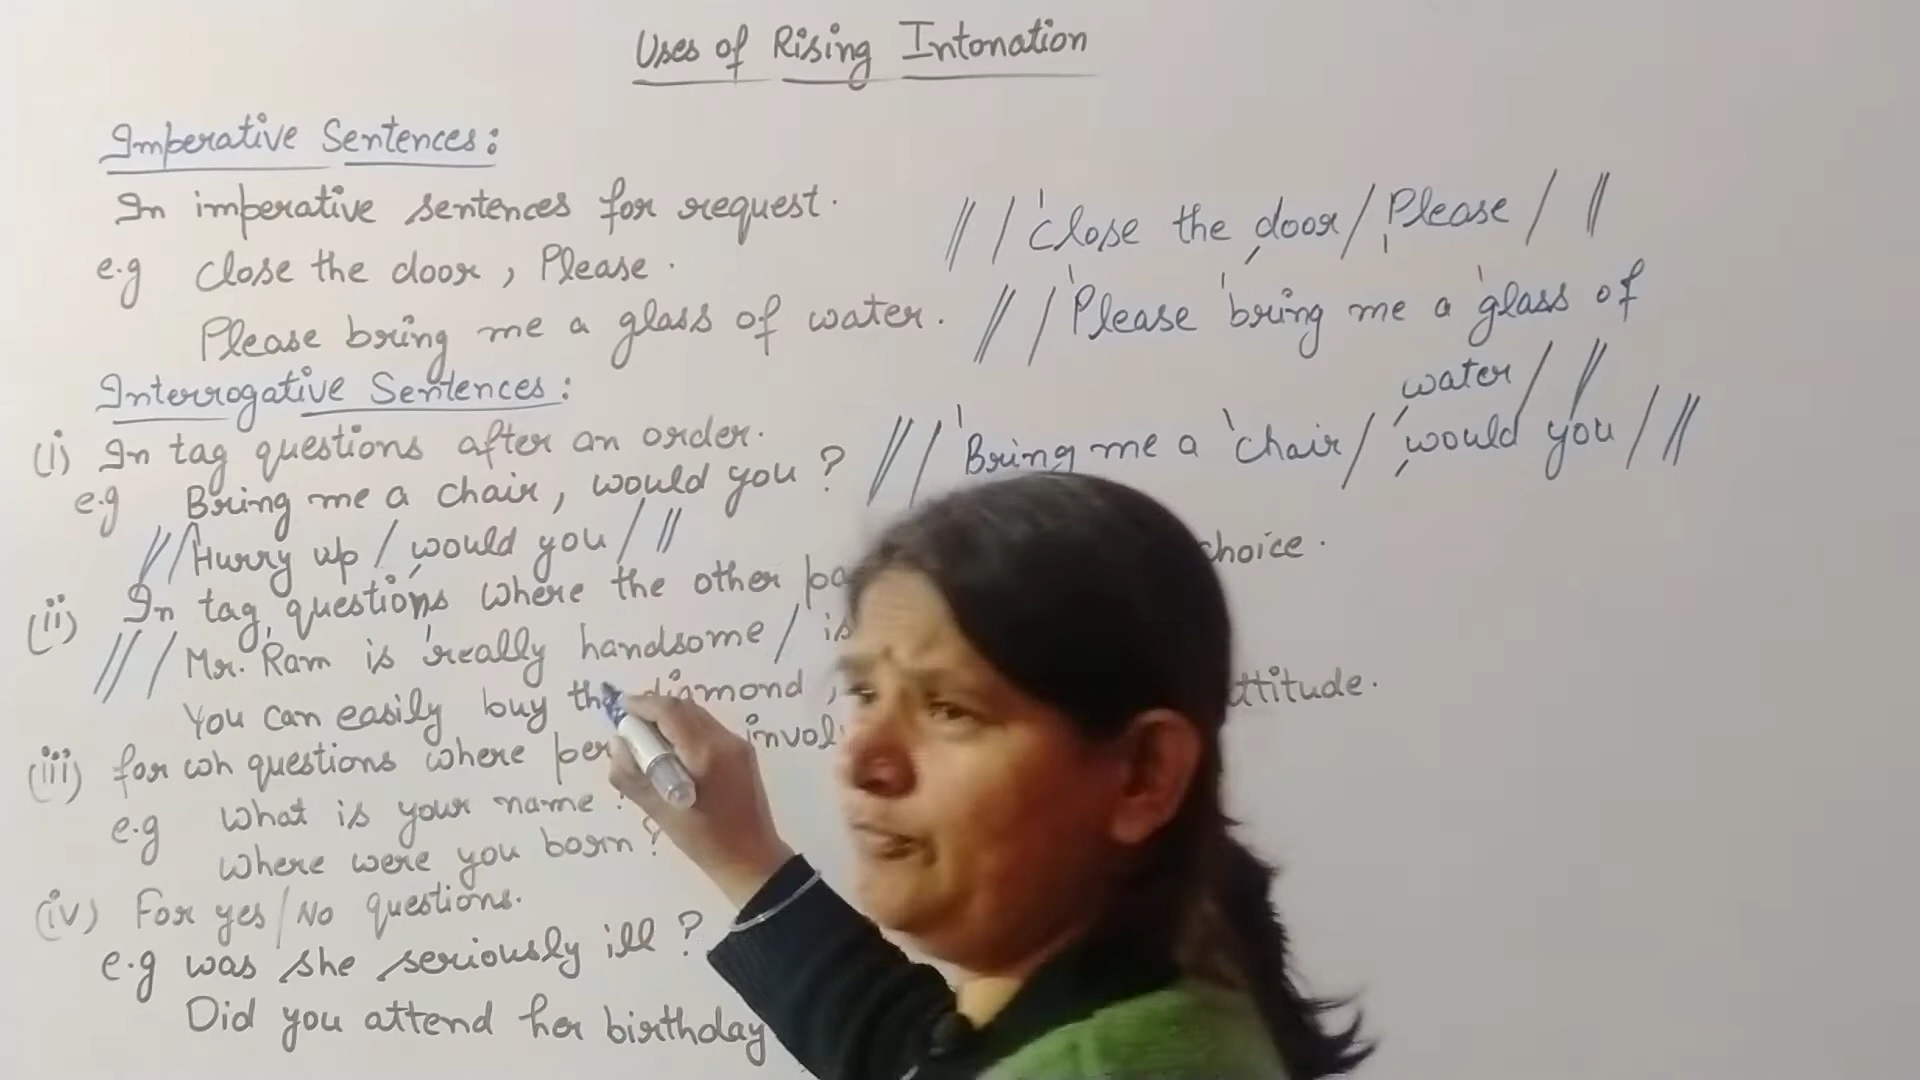 Uses of Rising Intonation
Imperative Sentences:
In imperative sentences for request.
e.g close the door, Please.
// / 'close the ,door / ,Please / //
Please bring me a glass of water.
// / 'Please 'bring me a 'glass of
,water / //
Interrogative Sentences:
(i) In tag questions after an order.
e.g Bring me a chair, would you?
// / 'Bring me a 'chair / ,would you / //
// / 'Hurry up / ,would you / //
(ii) In tag questions where the other choice.
// / Mr. ,Ram is 'really handsome / is
You can easily buy the diamond,
(iii) for wh questions where attitude.
e.g What is your name?
Where were you born?
(iv) For yes/No questions.
e.g was she seriously ill?
Did you attend her birthday